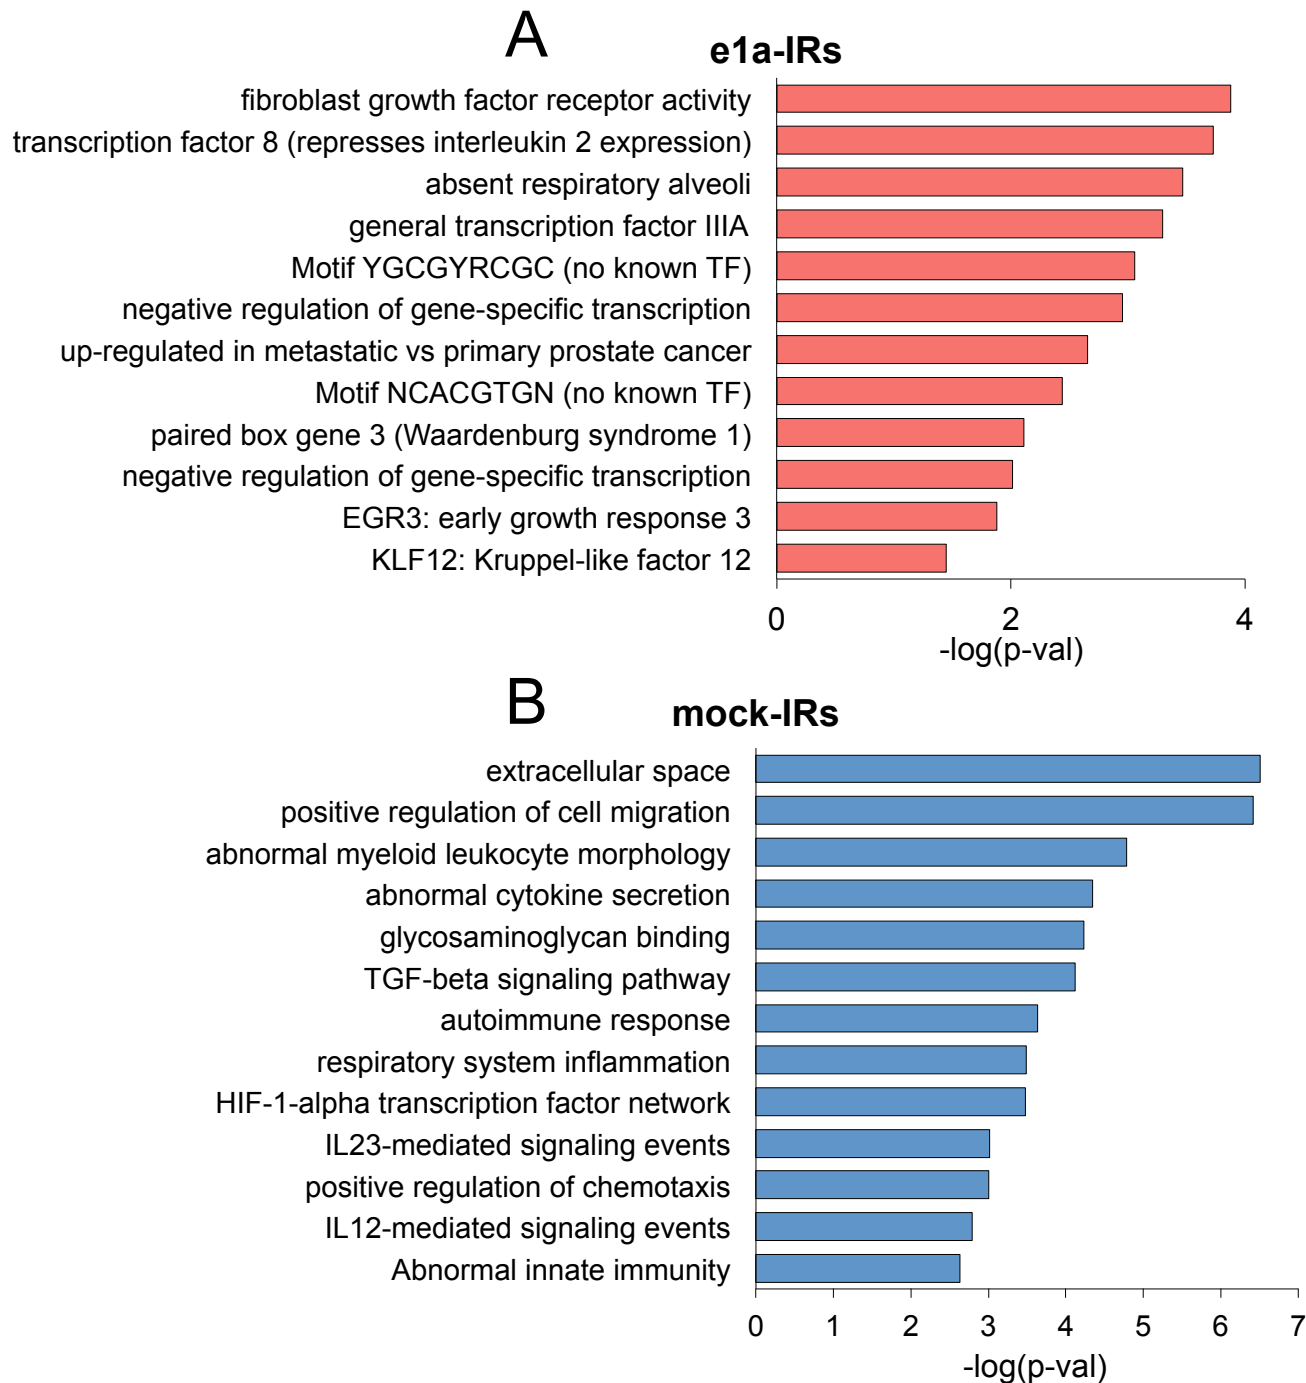 A
e1a-IRs
fibroblast growth factor receptor activity
transcription factor 8 (represses interleukin 2 expression)
absent respiratory alveoli
general transcription factor IIIA
Motif YGCGYRCGC (no known TF)
negative regulation of gene-specific transcription
up-regulated in metastatic vs primary prostate cancer
Motif NCACGTGN (no known TF)
paired box gene 3 (Waardenburg syndrome 1)
negative regulation of gene-specific transcription
EGR3: early growth response 3
KLF12: Kruppel-like factor 12
0 2 4
-log(p-val)
B
mock-IRs
extracellular space
positive regulation of cell migration
abnormal myeloid leukocyte morphology
abnormal cytokine secretion
glycosaminoglycan binding
TGF-beta signaling pathway
autoimmune response
respiratory system inflammation
HIF-1-alpha transcription factor network
IL23-mediated signaling events
positive regulation of chemotaxis
IL12-mediated signaling events
Abnormal innate immunity
0 1 2 3 4 5 6 7
-log(p-val)